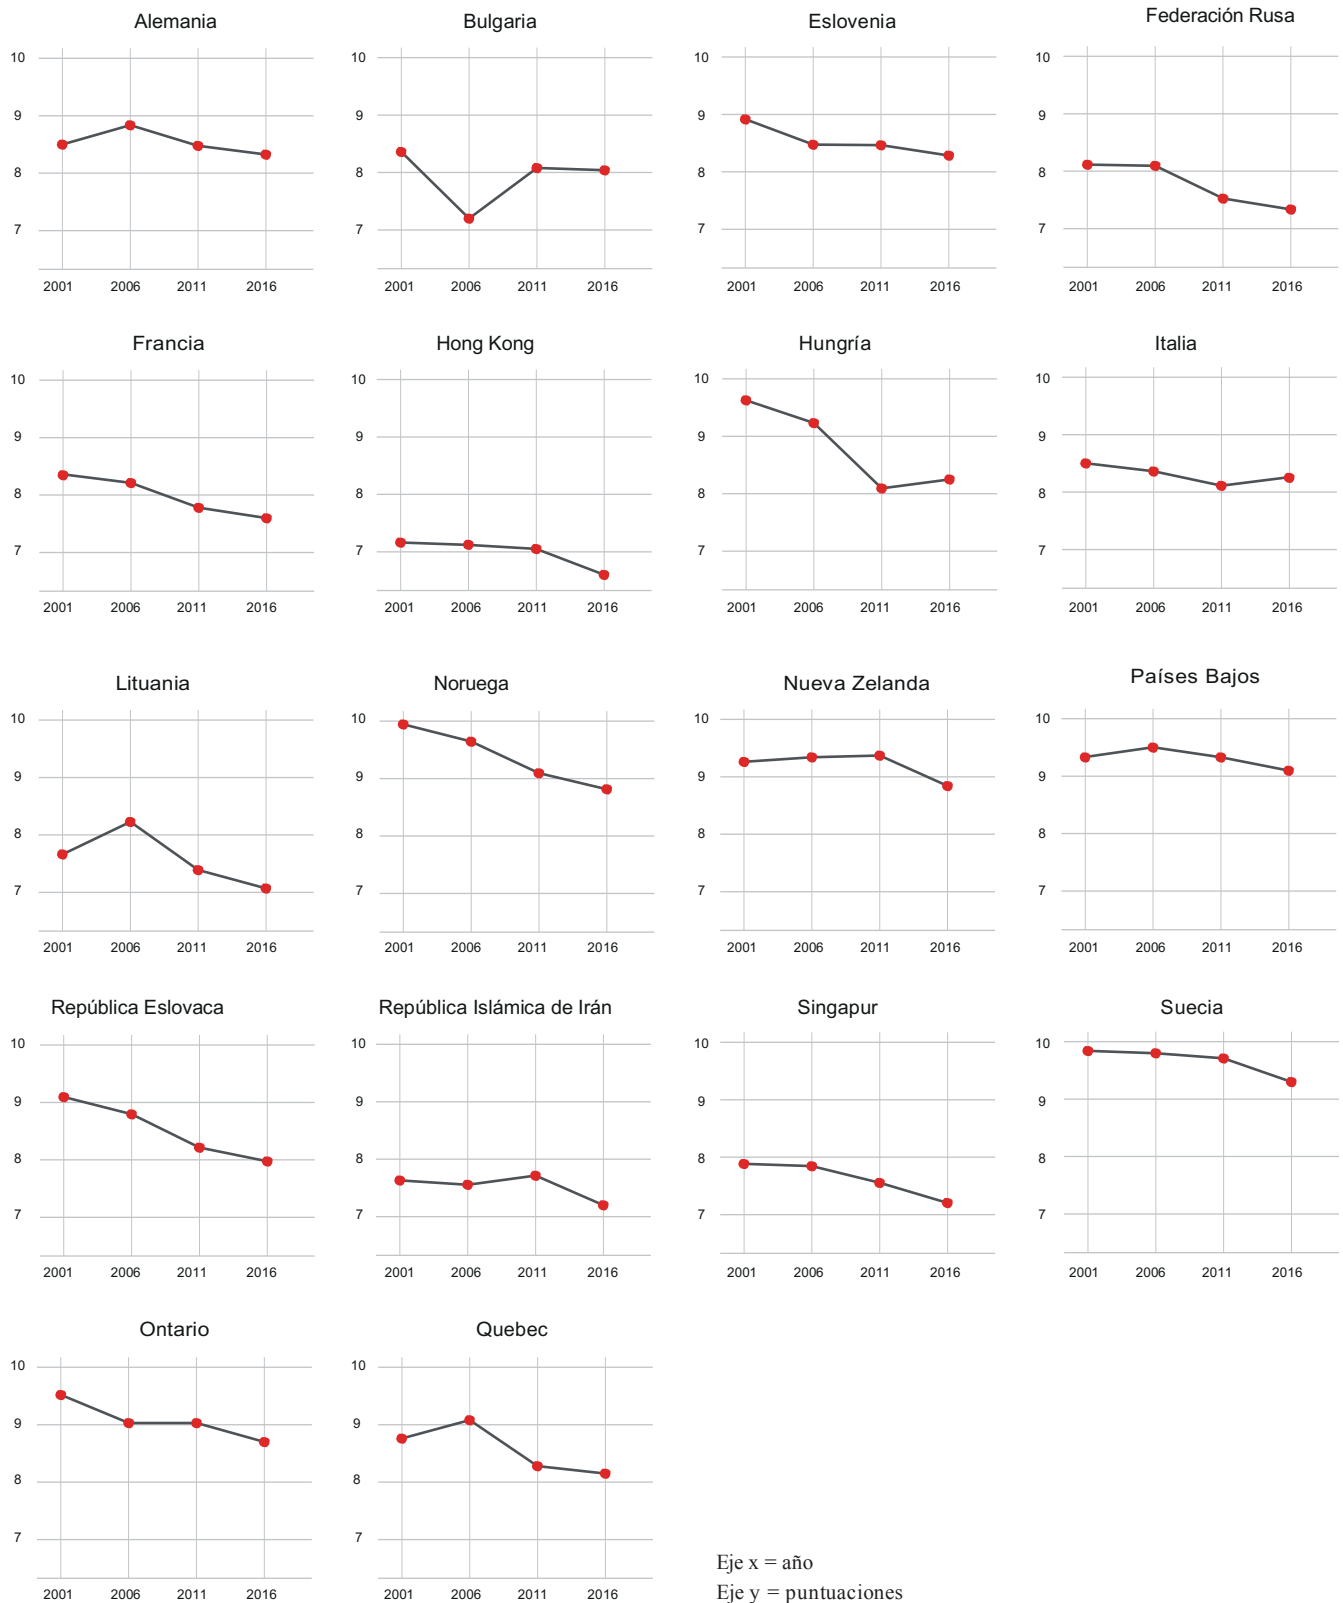 Alemania
Bulgaria
Eslovenia
Federación Rusa
10
9
8
7
2001 2006 2011 2016
10
9
8
7
2001 2006 2011 2016
10
9
8
7
2001 2006 2011 2016
10
9
8
7
2001 2006 2011 2016
Francia
Hong Kong
Hungría
Italia
10
9
8
7
2001 2006 2011 2016
10
9
8
7
2001 2006 2011 2016
10
9
8
7
2001 2006 2011 2016
10
9
8
7
2001 2006 2011 2016
Lituania
Noruega
Nueva Zelanda
Países Bajos
10
9
8
7
2001 2006 2011 2016
10
9
8
7
2001 2006 2011 2016
10
9
8
7
2001 2006 2011 2016
10
9
8
7
2001 2006 2011 2016
República Eslovaca
República Islámica de Irán
Singapur
Suecia
10
9
8
7
2001 2006 2011 2016
10
9
8
7
2001 2006 2011 2016
10
9
8
7
2001 2006 2011 2016
10
9
8
7
2001 2006 2011 2016
Ontario
Quebec
10
9
8
7
2001 2006 2011 2016
10
9
8
7
2001 2006 2011 2016
Eje x = año
Eje y = puntuaciones